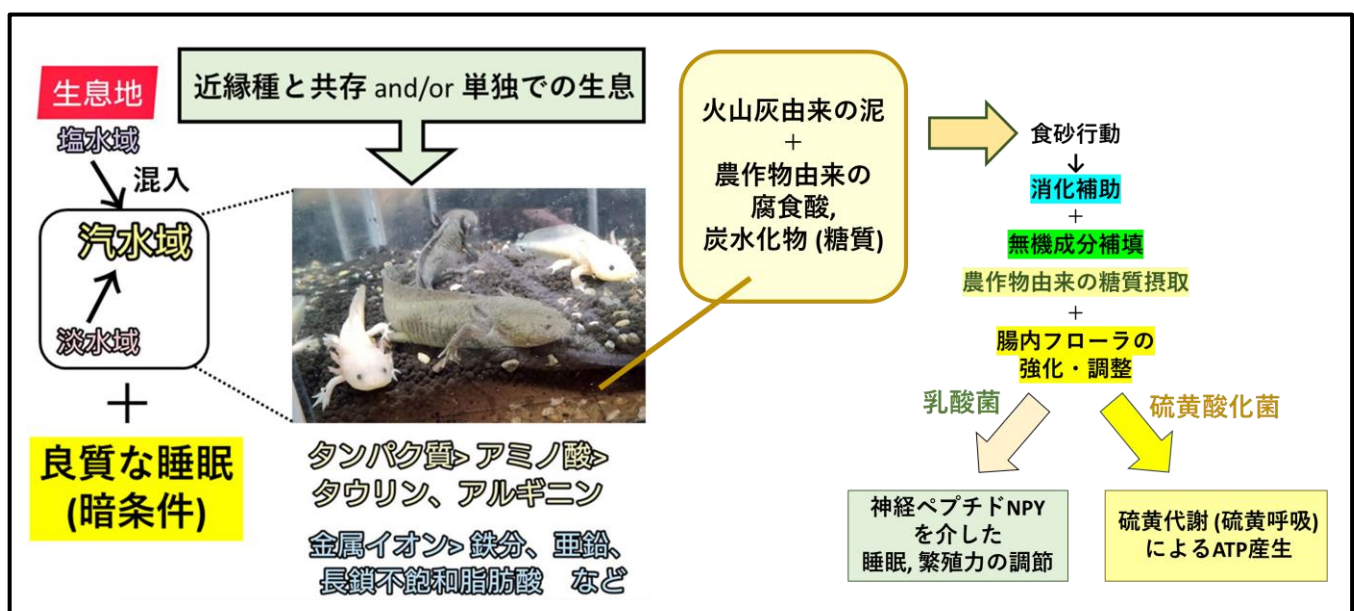 生息地
塩水域
混入
汽水域
淡水域
+
良質な睡眠
(暗条件)
近縁種と共存 and/or 単独での生息
タンパク質> アミノ酸>
タウリン、アルギニン
金属イオン> 鉄分、亜鉛、
長鎖不飽和脂肪酸 など
火山灰由来の泥
+
農作物由来の
腐食酸,
炭水化物 (糖質)
食砂行動
↓
消化補助
+
無機成分補填
農作物由来の糖質摂取
+
腸内フローラの
強化・調整
乳酸菌
硫黄酸化菌
神経ペプチドNPY
を介した
睡眠, 繁殖力の調節
硫黄代謝 (硫黄呼吸)
によるATP産生